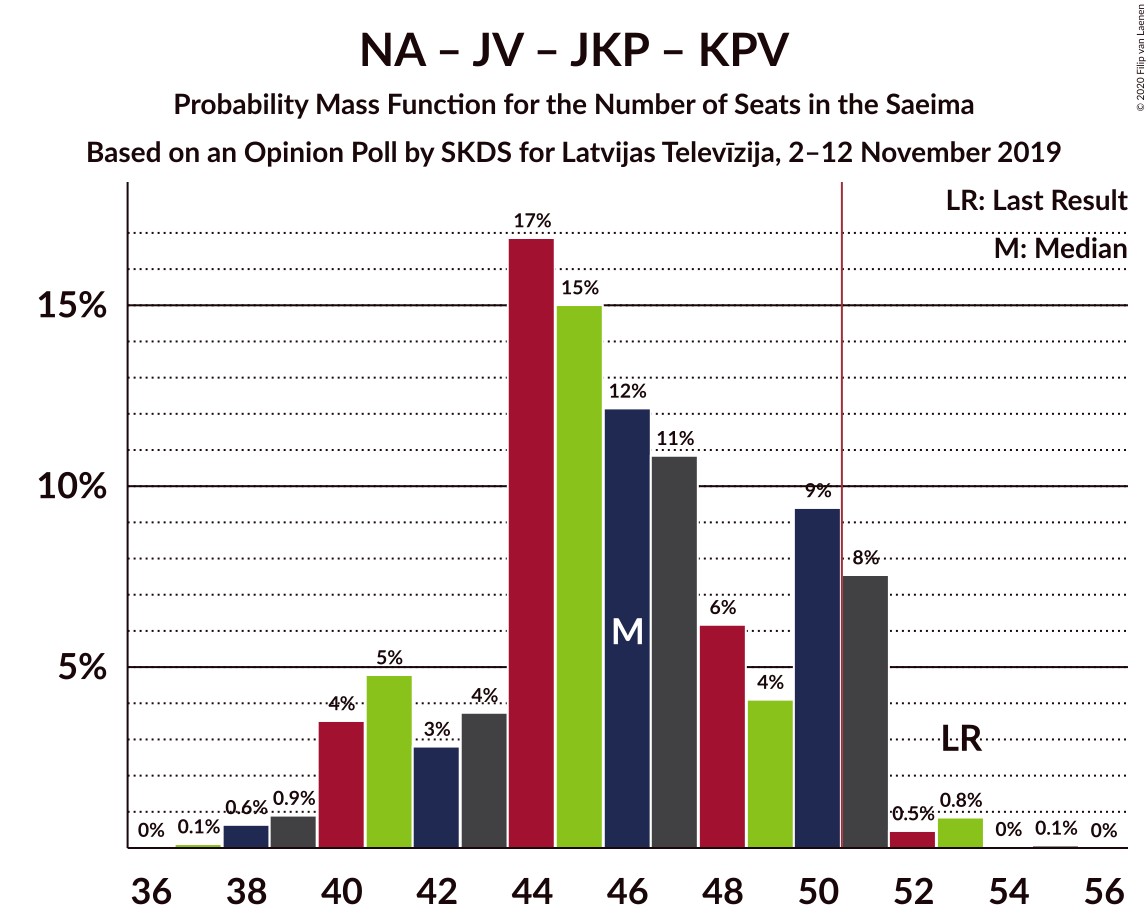 NA – JV – JKP – KPV
Probability Mass Function for the Number of Seats in the Saeima
Based on an Opinion Poll by SKDS for Latvijas Televīzija, 2–12 November 2019
© 2020 Filip van Laenen
LR: Last Result
M: Median
15%
10%
5%
0%
0.1%
0.6%
0.9%
4%
5%
3%
4%
17%
15%
12%
11%
6%
4%
9%
8%
0.5%
0.8%
0%
0.1%
0%
M
LR
36 38 40 42 44 46 48 50 52 54 56